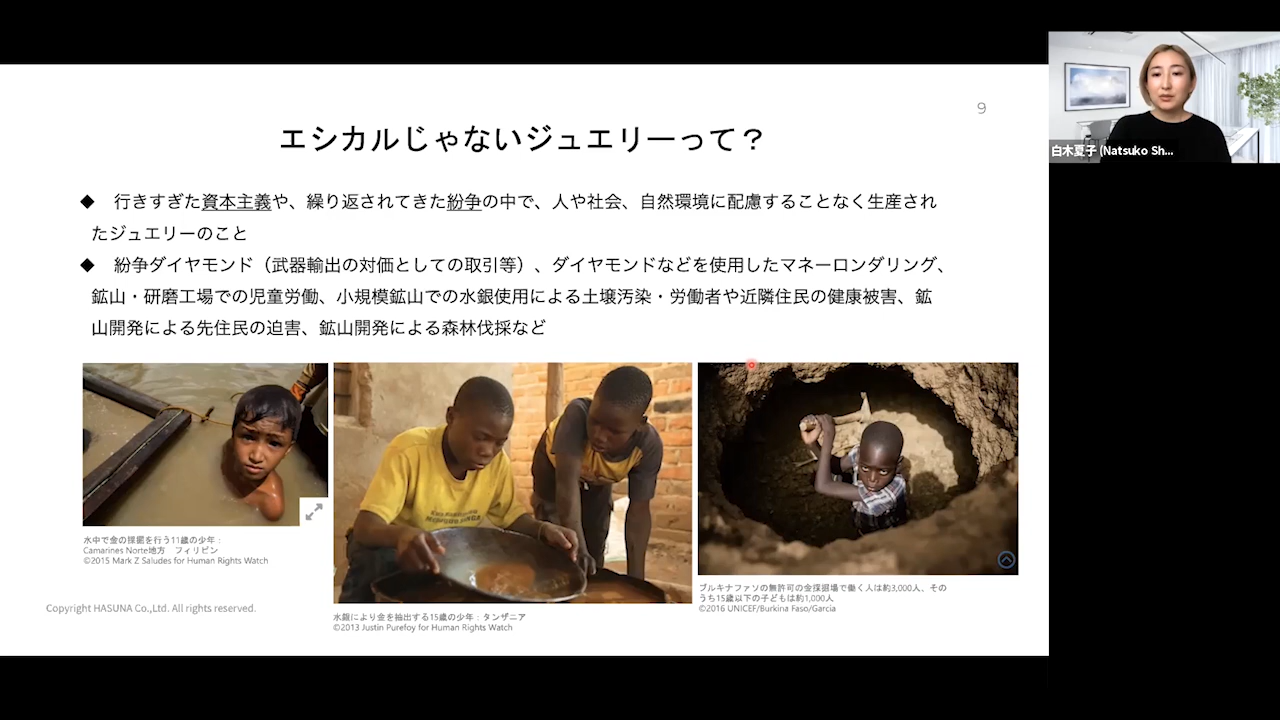 9
エシカルじゃないジュエリーって？
◆ 行きすぎた資本主義や、繰り返されてきた紛争の中で、人や社会、自然環境に配慮することなく生産され
たジュエリーのこと
◆ 紛争ダイヤモンド（武器輸出の対価としての取引等）、ダイヤモンドなどを使用したマネーロンダリング、
鉱山・研磨工場での児童労働、小規模鉱山での水銀使用による土壌汚染・労働者や近隣住民の健康被害、鉱
山開発による先住民の迫害、鉱山開発による森林伐採など
水中で金の採掘を行う11歳の少年：
Camarines Norte地方　フィリピン
©2015 Mark Z Saludes for Human Rights Watch
水銀により金を抽出する15歳の少年：タンザニア
©2013 Justin Purefoy for Human Rights Watch
ブルキナファソの無許可の金採掘場で働く人は約3,000人、その
うち15歳以下の子どもは約1,000人
©2016 UNICEF/Burkina Faso/Garcia
Copyright HASUNA Co.,Ltd. All rights reserved.
白木夏子 (Natsuko Sh...